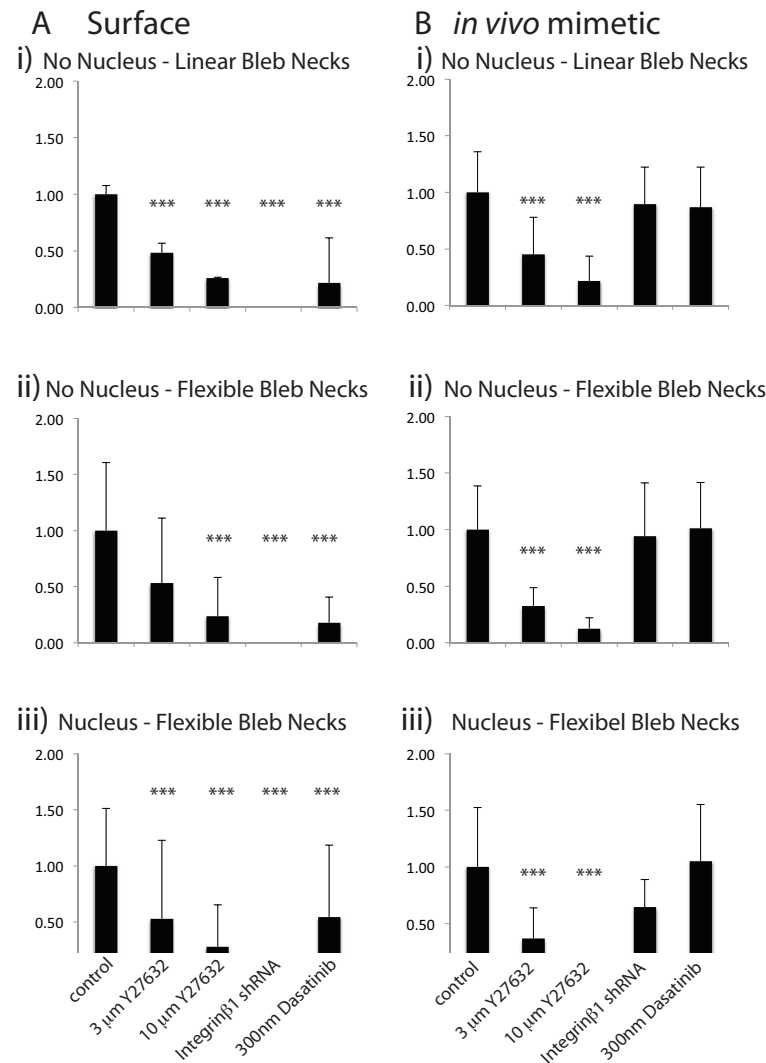 A Surface
B in vivo mimetic
i) No Nucleus - Linear Bleb Necks
2.00
1.50
1.00
0.50
0.00
*** *** *** ***
i) No Nucleus - Linear Bleb Necks
2.00
1.50
1.00
0.50
0.00
*** ***
ii) No Nucleus - Flexible Bleb Necks
2.00
1.50
1.00
0.50
0.00
*** *** ***
ii) No Nucleus - Flexible Bleb Necks
2.00
1.50
1.00
0.50
0.00
*** ***
iii) Nucleus - Flexible Bleb Necks
2.00
1.50
1.00
0.50
*** *** *** ***
control
3 µm Y27632
10 µm Y27632
Integrinβ1 shRNA
300nm Dasatinib
iii) Nucleus - Flexibel Bleb Necks
2.00
1.50
1.00
0.50
*** ***
control
3 µm Y27632
10 µm Y27632
Integrinβ1 shRNA
300nm Dasatinib